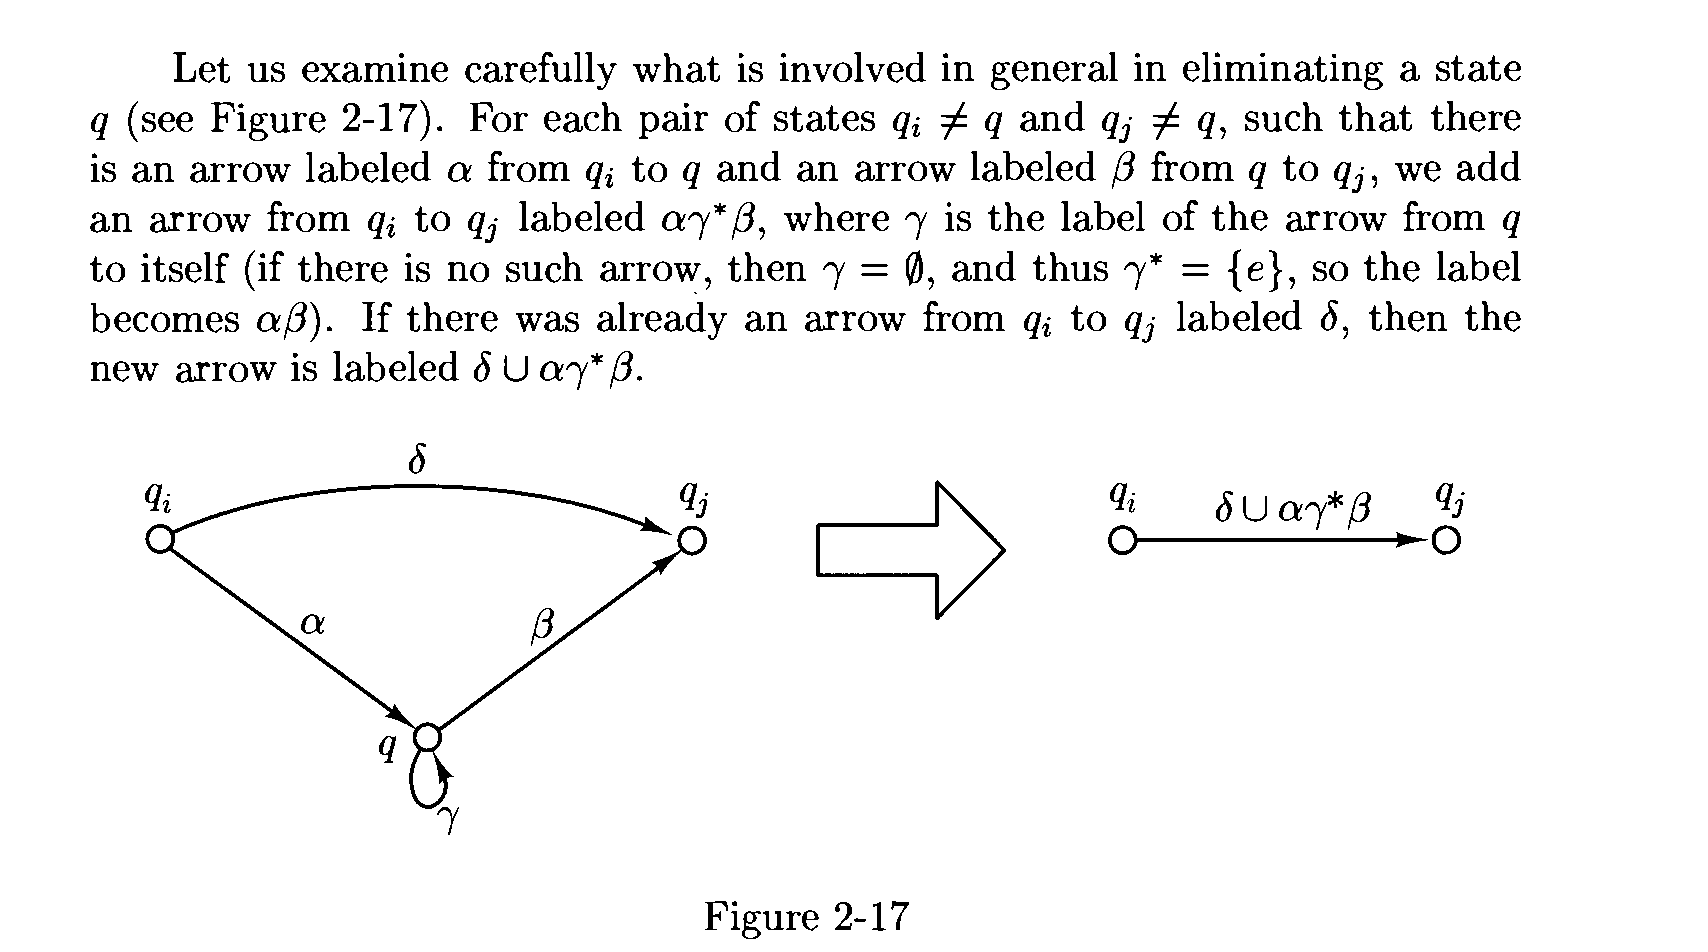 Let us examine carefully what is involved in general in eliminating a state
q (see Figure 2-17). For each pair of states qᵢ ≠ q and qⱼ ≠ q, such that there
is an arrow labeled α from qᵢ to q and an arrow labeled β from q to qⱼ, we add
an arrow from qᵢ to qⱼ labeled αγ*β, where γ is the label of the arrow from q
to itself (if there is no such arrow, then γ = ∅, and thus γ* = {e}, so the label
becomes αβ). If there was already an arrow from qᵢ to qⱼ labeled δ, then the
new arrow is labeled δ ∪ αγ*β.
δ
qᵢ
qⱼ
α
β
q
γ
qᵢ
δ ∪ αγ*β
qⱼ
Figure 2-17